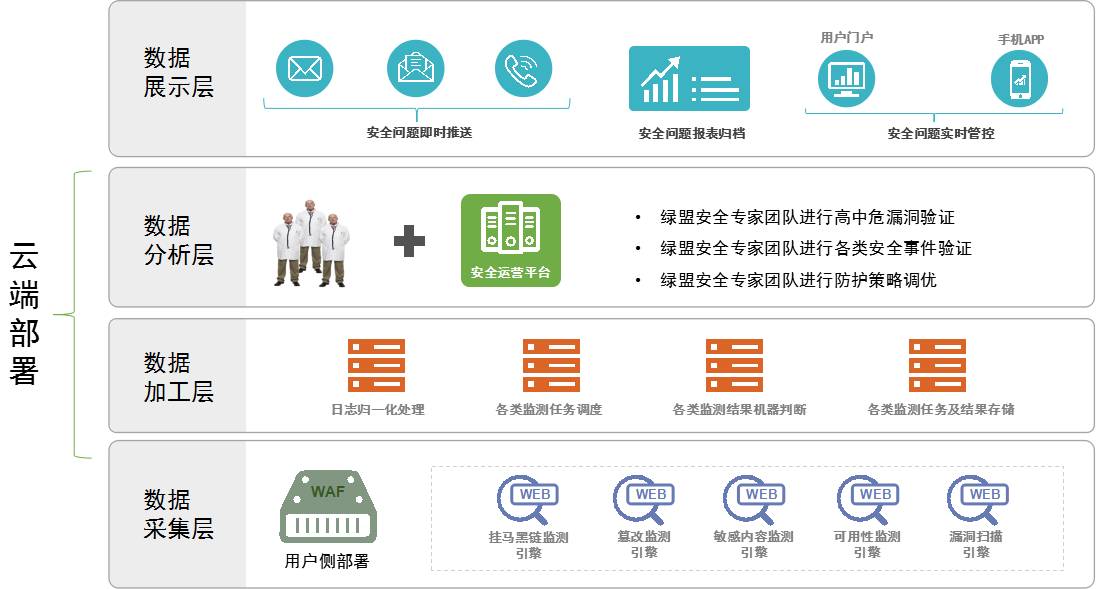 数据
展示层
用户门户
手机APP
安全问题即时推送
安全问题报表归档
安全问题实时管控
云端部署
数据
分析层
安全运营平台
• 绿盟安全专家团队进行高中危漏洞验证
• 绿盟安全专家团队进行各类安全事件验证
• 绿盟安全专家团队进行防护策略调优
数据
加工层
日志归一化处理
各类监测任务调度
各类监测结果机器判断
各类监测任务及结果存储
数据
采集层
WAF
用户侧部署
WEB
挂马黑链监测
引擎
WEB
篡改监测
引擎
WEB
敏感内容监测
引擎
WEB
可用性监测
引擎
WEB
漏洞扫描
引擎